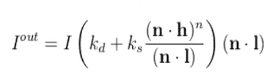 I^{out} = I \left( k_d + k_s \frac{(\mathbf{n} \cdot \mathbf{h})^n}{(\mathbf{n} \cdot \mathbf{l})} \right) (\mathbf{n} \cdot \mathbf{l})